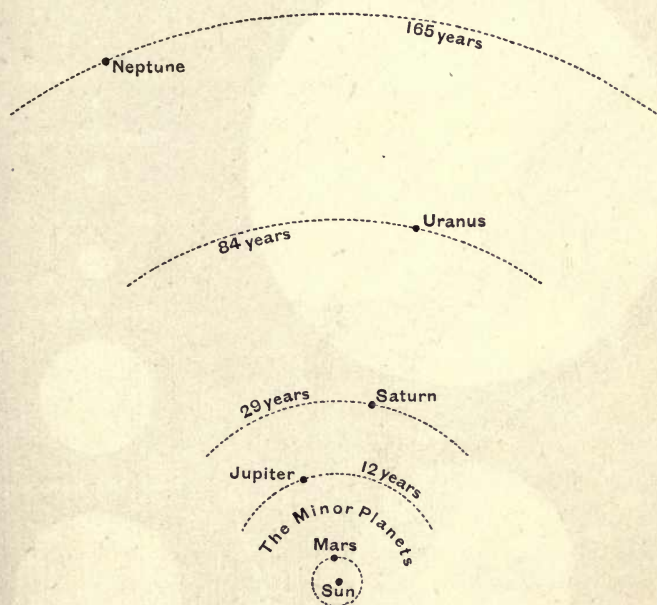 165 years
Neptune
Uranus
84 years
29 years
Saturn
Jupiter
12 years
The Minor Planets
Mars
Sun